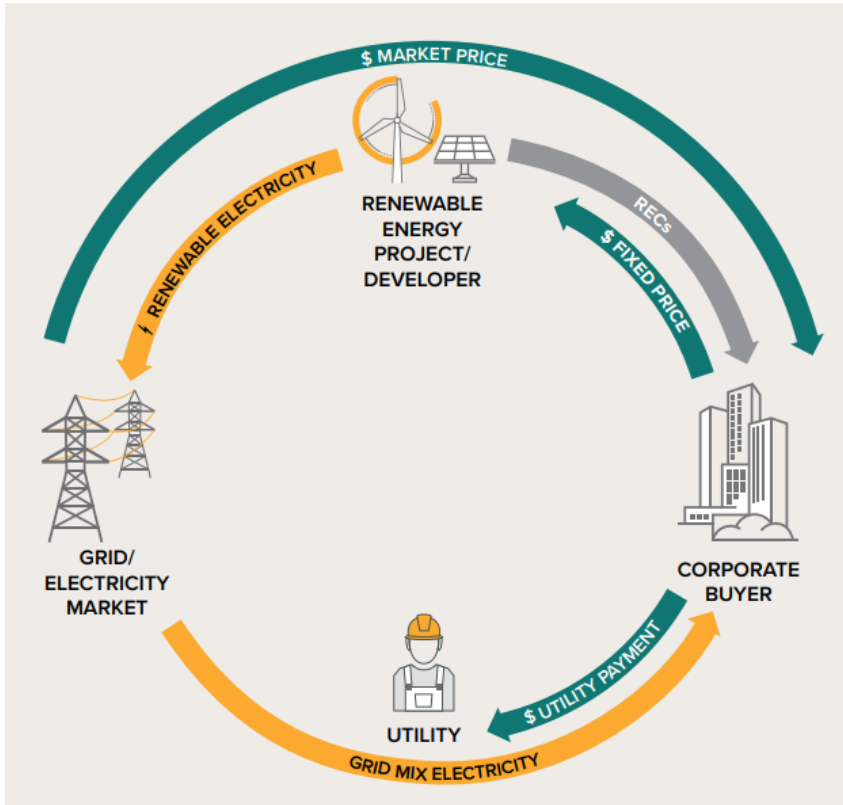 $ MARKET PRICE
RENEWABLE
ENERGY
PROJECT/
DEVELOPER
RENEWABLE ELECTRICITY
RECs
$ FIXED PRICE
GRID/
ELECTRICITY
MARKET
CORPORATE
BUYER
UTILITY
$ UTILITY PAYMENT
GRID MIX ELECTRICITY